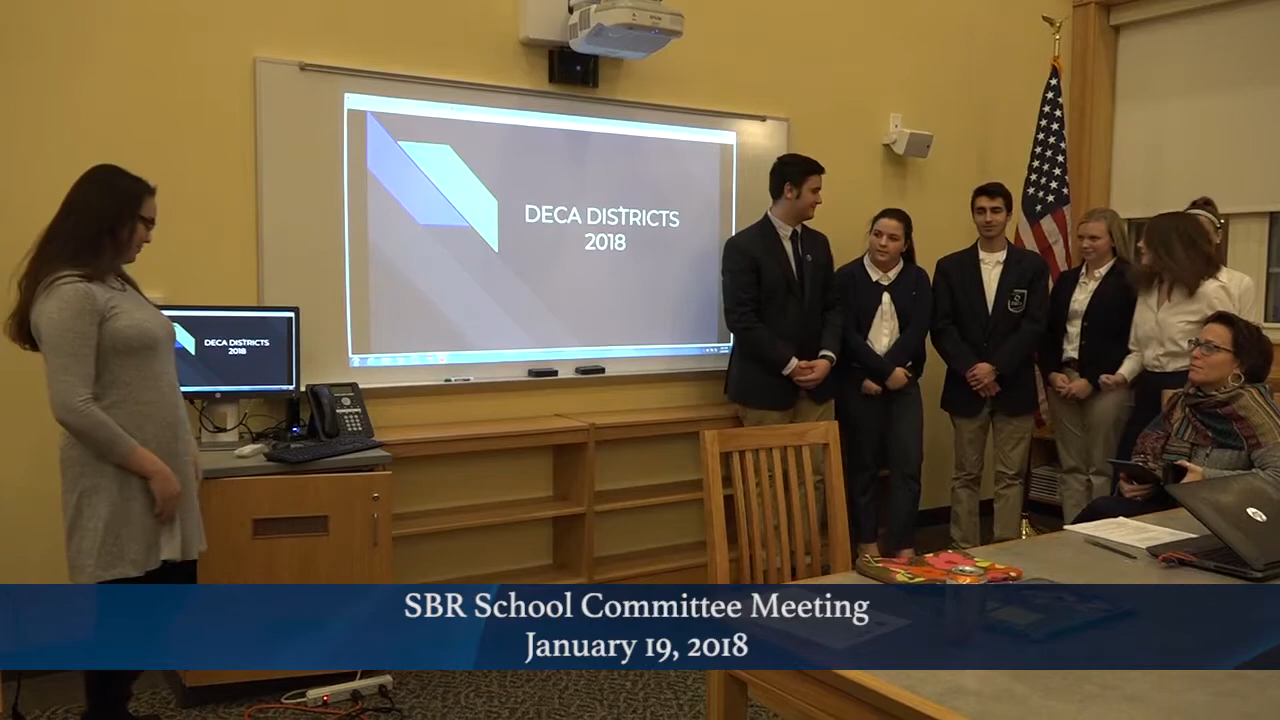 DECA DISTRICTS
2018
DECA DISTRICTS
2018
SBR School Committee Meeting
January 19, 2018